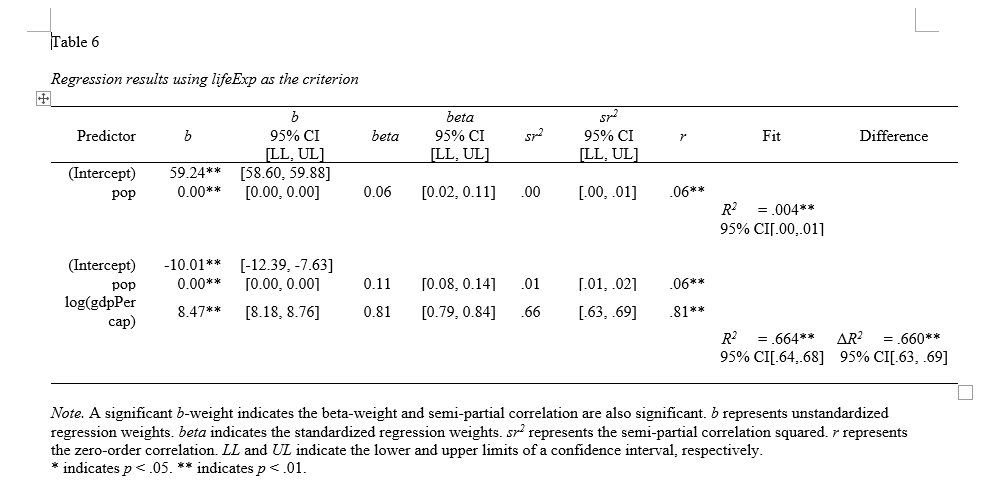 Table 6
Regression results using lifeExp as the criterion
b beta sr²
Predictor b 95% CI beta 95% CI sr² 95% CI r Fit Difference
[LL, UL] [LL, UL] [LL, UL]
(Intercept) 59.24** [58.60, 59.88]
pop 0.00** [0.00, 0.00] 0.06 [0.02, 0.11] .00 [.00, .01] .06**
R² = .004**
95% CI[.00,.01]
(Intercept) -10.01** [-12.39, -7.63]
pop 0.00** [0.00, 0.00] 0.11 [0.08, 0.14] .01 [.01, .02] .06**
log(gdpPer
cap) 8.47** [8.18, 8.76] 0.81 [0.79, 0.84] .66 [.63, .69] .81**
R² = .664** ΔR² = .660**
95% CI[.64,.68] 95% CI[.63, .69]
Note. A significant b-weight indicates the beta-weight and semi-partial correlation are also significant. b represents unstandardized
regression weights. beta indicates the standardized regression weights. sr² represents the semi-partial correlation squared. r represents
the zero-order correlation. LL and UL indicate the lower and upper limits of a confidence interval, respectively.
* indicates p < .05. ** indicates p < .01.